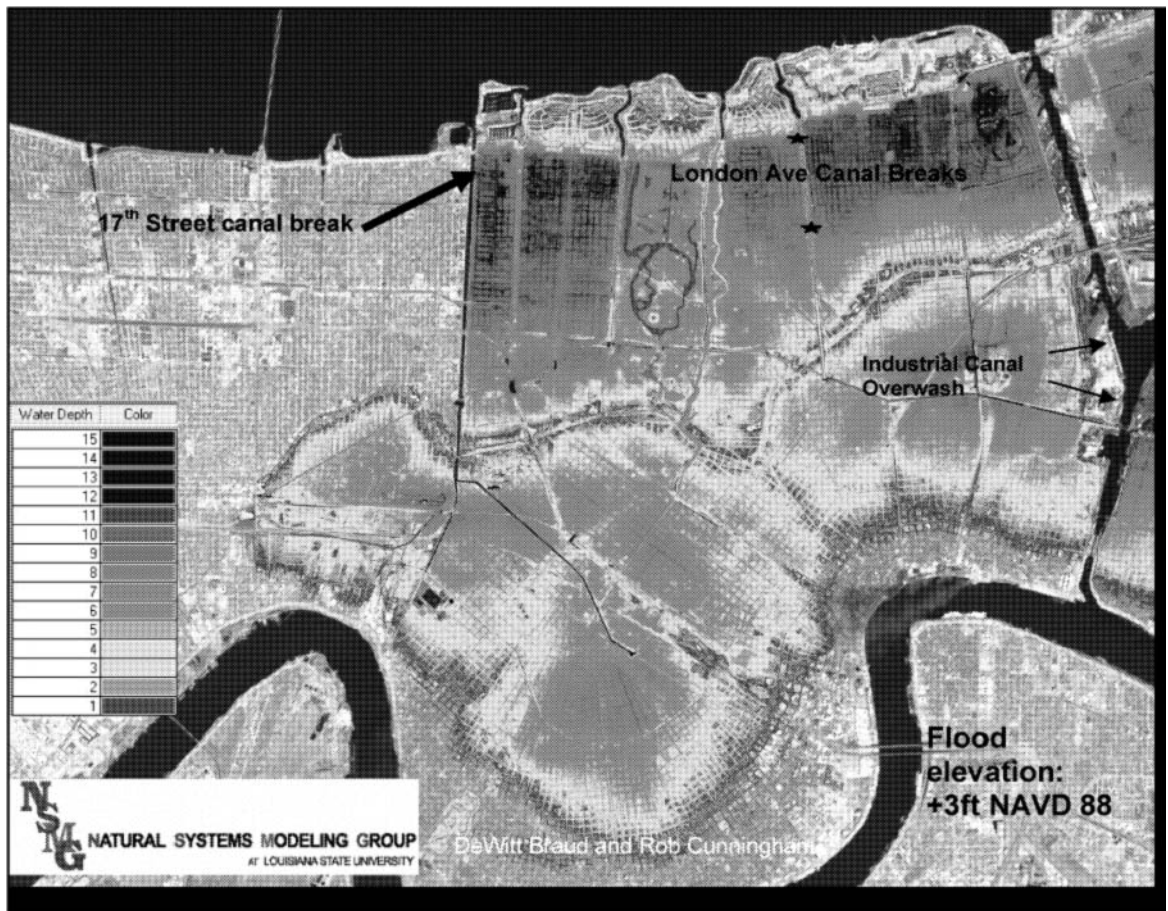 London Ave Canal Breaks
17th Street canal break
Industrial Canal
Overwash
Water Depth Color
15
14
13
12
11
10
9
8
7
6
5
4
3
2
1
Flood
elevation:
+3ft NAVD 88
NSMG
NATURAL SYSTEMS MODELING GROUP
AT LOUISIANA STATE UNIVERSITY
DeWitt Braud and Rob Cunningham